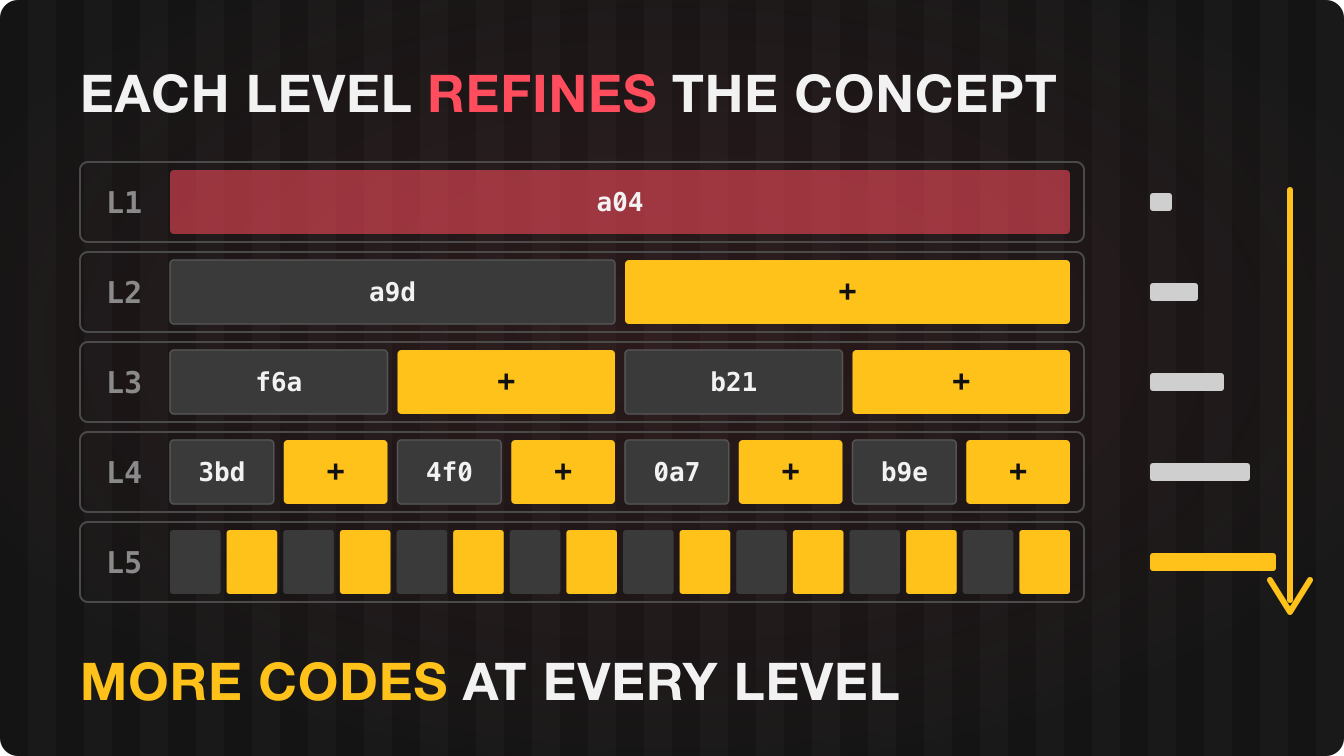 EACH LEVEL REFINES THE CONCEPT
L1 a04
L2 a9d +
L3 f6a + b21 +
L4 3bd + 4f0 + 0a7 + b9e +
L5
MORE CODES AT EVERY LEVEL